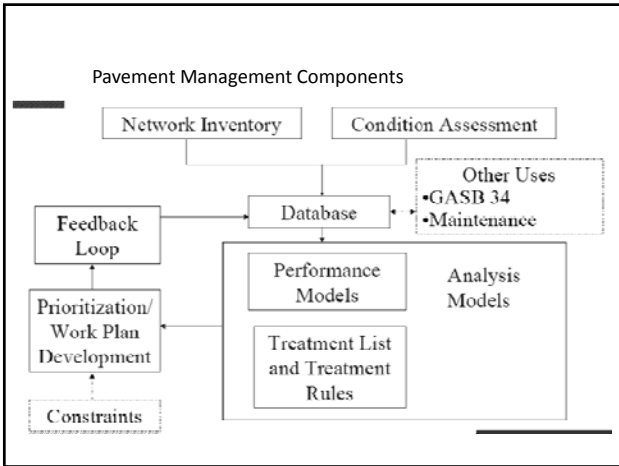 Pavement Management Components
Network Inventory
Condition Assessment
Other Uses
•GASB 34
•Maintenance
Database
Feedback
Loop
Performance
Models
Analysis
Models
Prioritization/
Work Plan
Development
Treatment List
and Treatment
Rules
Constraints